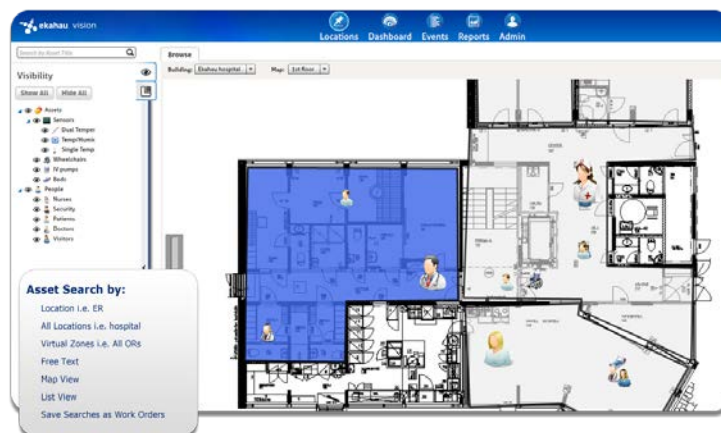 ekahau vision
Locations
Dashboard
Events
Reports
Admin
Search by Asset Title
Browse
Building: Ekahau hospital
Map: 1st floor
Visibility
Show All
Hide All
Assets
Sensors
Dual Temper
Temp/Humix
Single Temp
Wheelchairs
IV pumps
Beds
People
Nurses
Security
Patients
Doctors
Visitors
Asset Search by:
Location i.e. ER
All Locations i.e. hospital
Virtual Zones i.e. All ORs
Free Text
Map View
List View
Save Searches as Work Orders